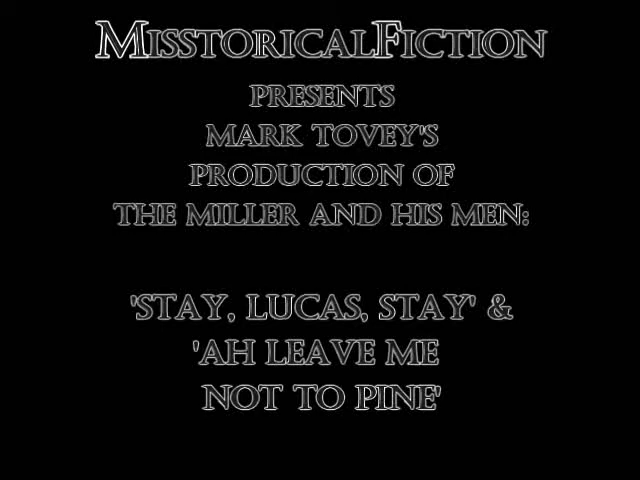 MisstoricalFiction
presents
Mark Tovey's
production of
The Miller and His Men:
'Stay, Lucas, Stay' &
'Ah Leave Me
Not to Pine'